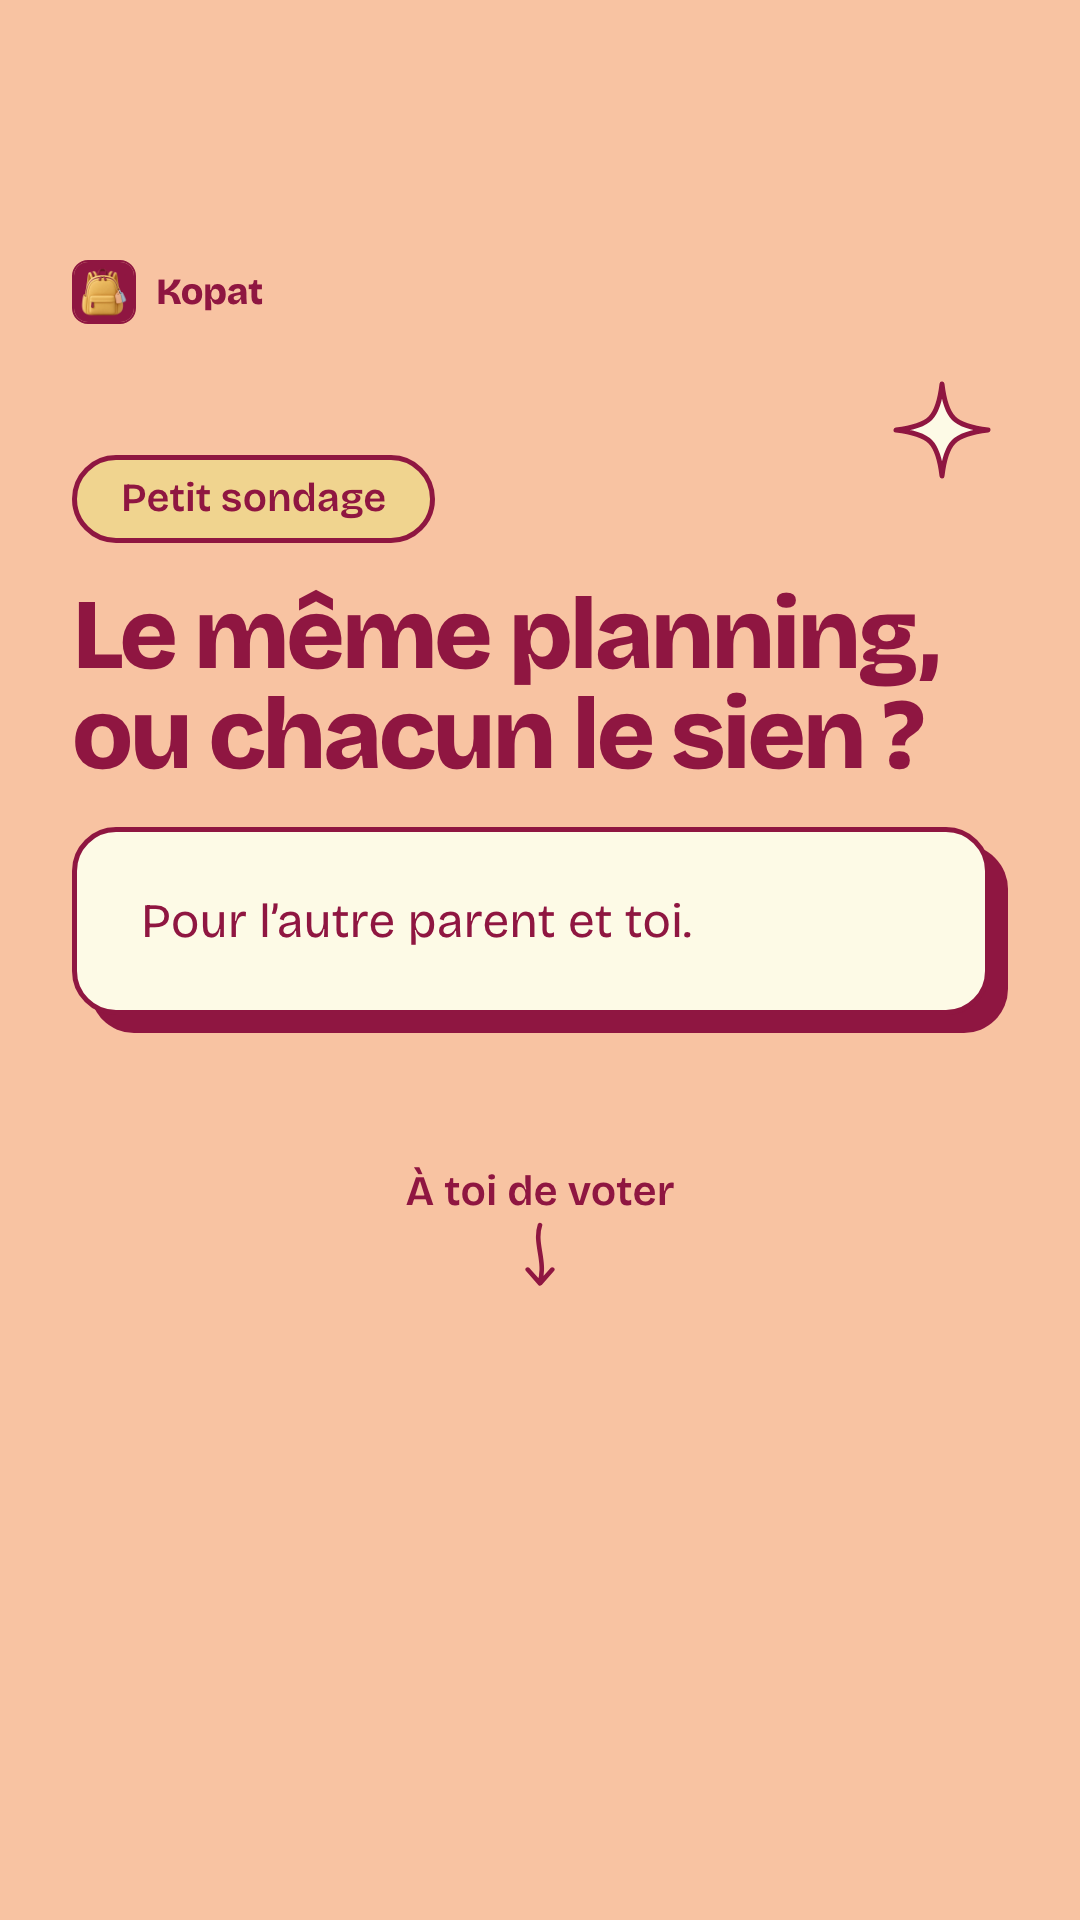 Kopat
Petit sondage
Le même planning,
ou chacun le sien ?
Pour l’autre parent et toi.
À toi de voter